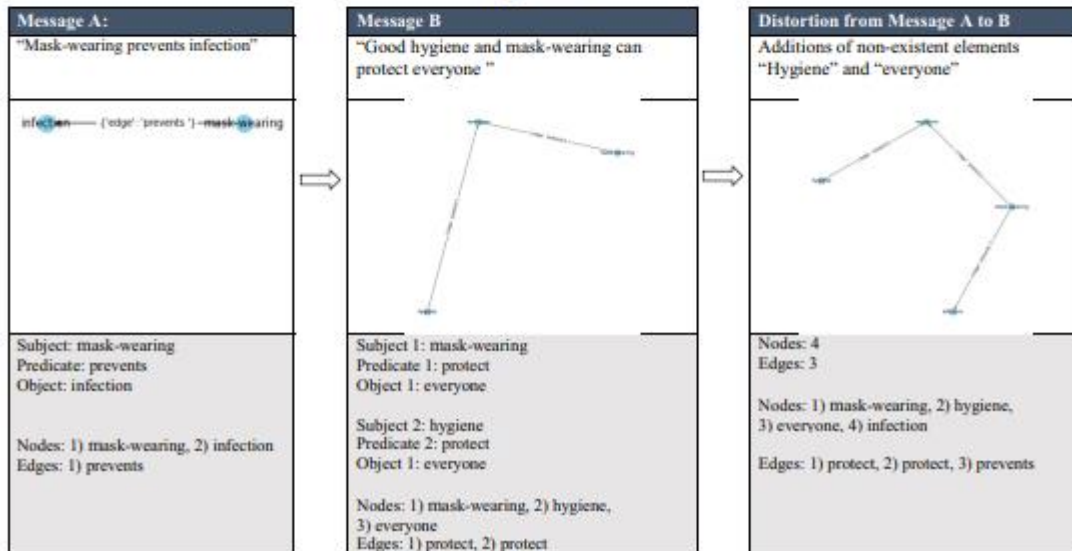 Message A:
"Mask-wearing prevents infection"
infection {'edge': 'prevents '} mask-wearing
Subject: mask-wearing
Predicate: prevents
Object: infection
Nodes: 1) mask-wearing, 2) infection
Edges: 1) prevents
Message B
"Good hygiene and mask-wearing can
protect everyone "
Subject 1: mask-wearing
Predicate 1: protect
Object 1: everyone
Subject 2: hygiene
Predicate 2: protect
Object 1: everyone
Nodes: 1) mask-wearing, 2) hygiene,
3) everyone
Edges: 1) protect, 2) protect
Distortion from Message A to B
Additions of non-existent elements
"Hygiene" and "everyone"
Nodes: 4
Edges: 3
Nodes: 1) mask-wearing, 2) hygiene,
3) everyone, 4) infection
Edges: 1) protect, 2) protect, 3) prevents